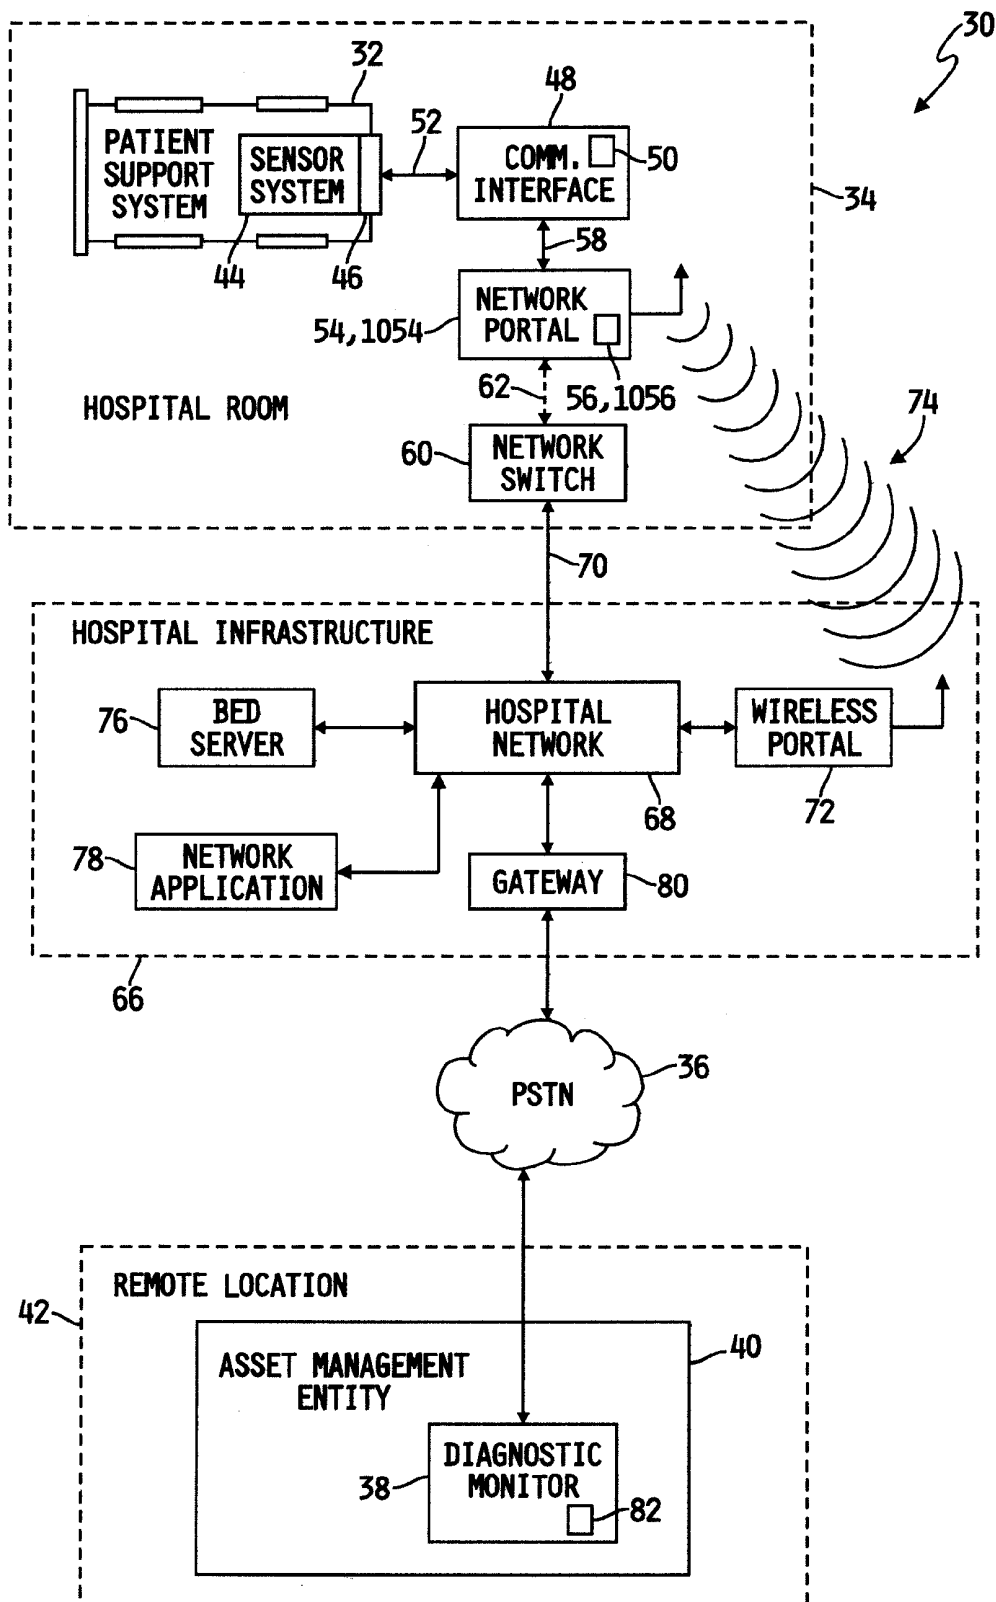 30
32
PATIENT
SUPPORT
SYSTEM
SENSOR
SYSTEM
44
46
52
48
COMM.
INTERFACE
50
34
58
NETWORK
PORTAL
54,1054
56,1056
62
HOSPITAL ROOM
60
NETWORK
SWITCH
74
70
HOSPITAL INFRASTRUCTURE
76
BED
SERVER
HOSPITAL
NETWORK
68
WIRELESS
PORTAL
72
78
NETWORK
APPLICATION
GATEWAY
80
66
PSTN
36
REMOTE LOCATION
42
ASSET MANAGEMENT
ENTITY
40
DIAGNOSTIC
MONITOR
38
82